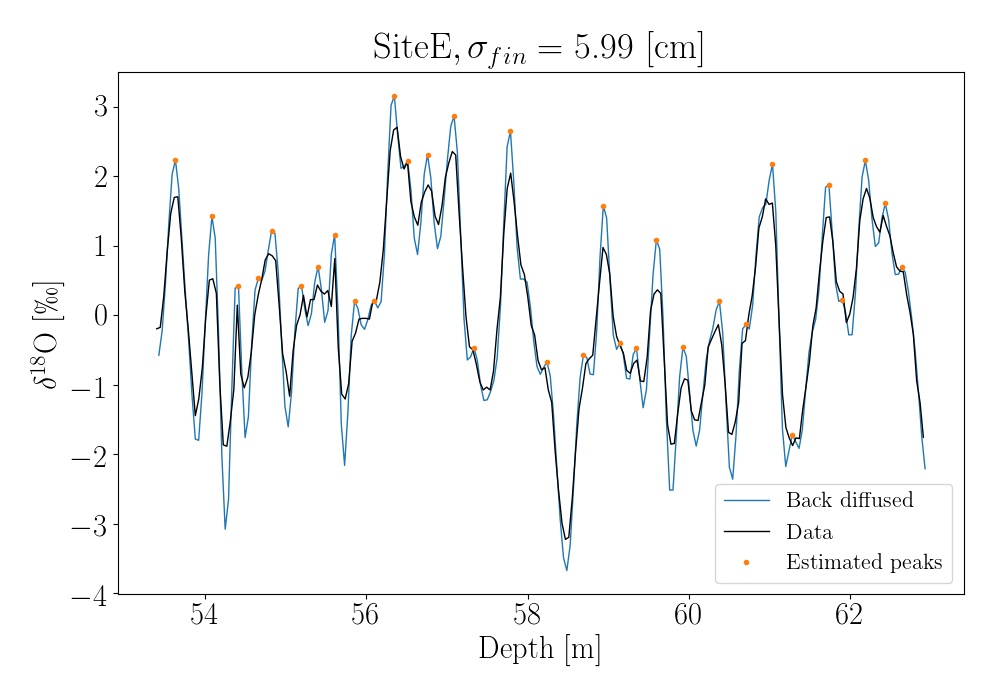 SiteE, σ_fin = 5.99 [cm]
3
2
1
0
−1
−2
−3
−4
δ¹⁸O [‰]
54 56 58 60 62
Depth [m]
Back diffused
Data
Estimated peaks